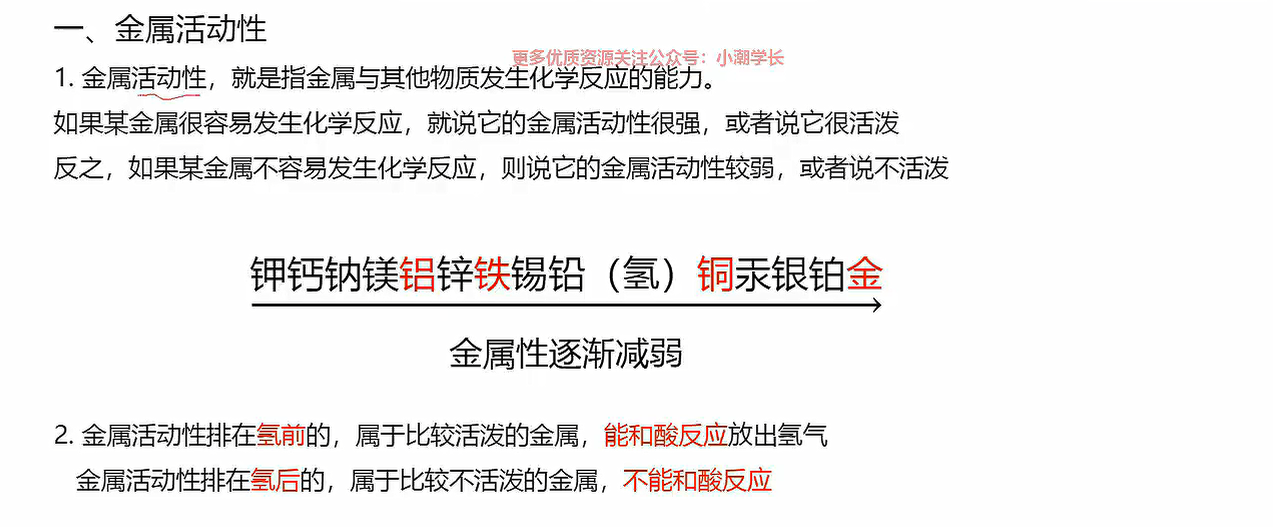 一、金属活动性
更多优质资源关注公众号：小潮学长
1. 金属活动性，就是指金属与其他物质发生化学反应的能力。
如果某金属很容易发生化学反应，就说它的金属活动性很强，或者说它很活泼
反之，如果某金属不容易发生化学反应，则说它的金属活动性较弱，或者说不活泼
钾钙钠镁铝锌铁锡铅（氢）铜汞银铂金
金属性逐渐减弱
2. 金属活动性排在氢前的，属于比较活泼的金属，能和酸反应放出氢气
金属活动性排在氢后的，属于比较不活泼的金属，不能和酸反应